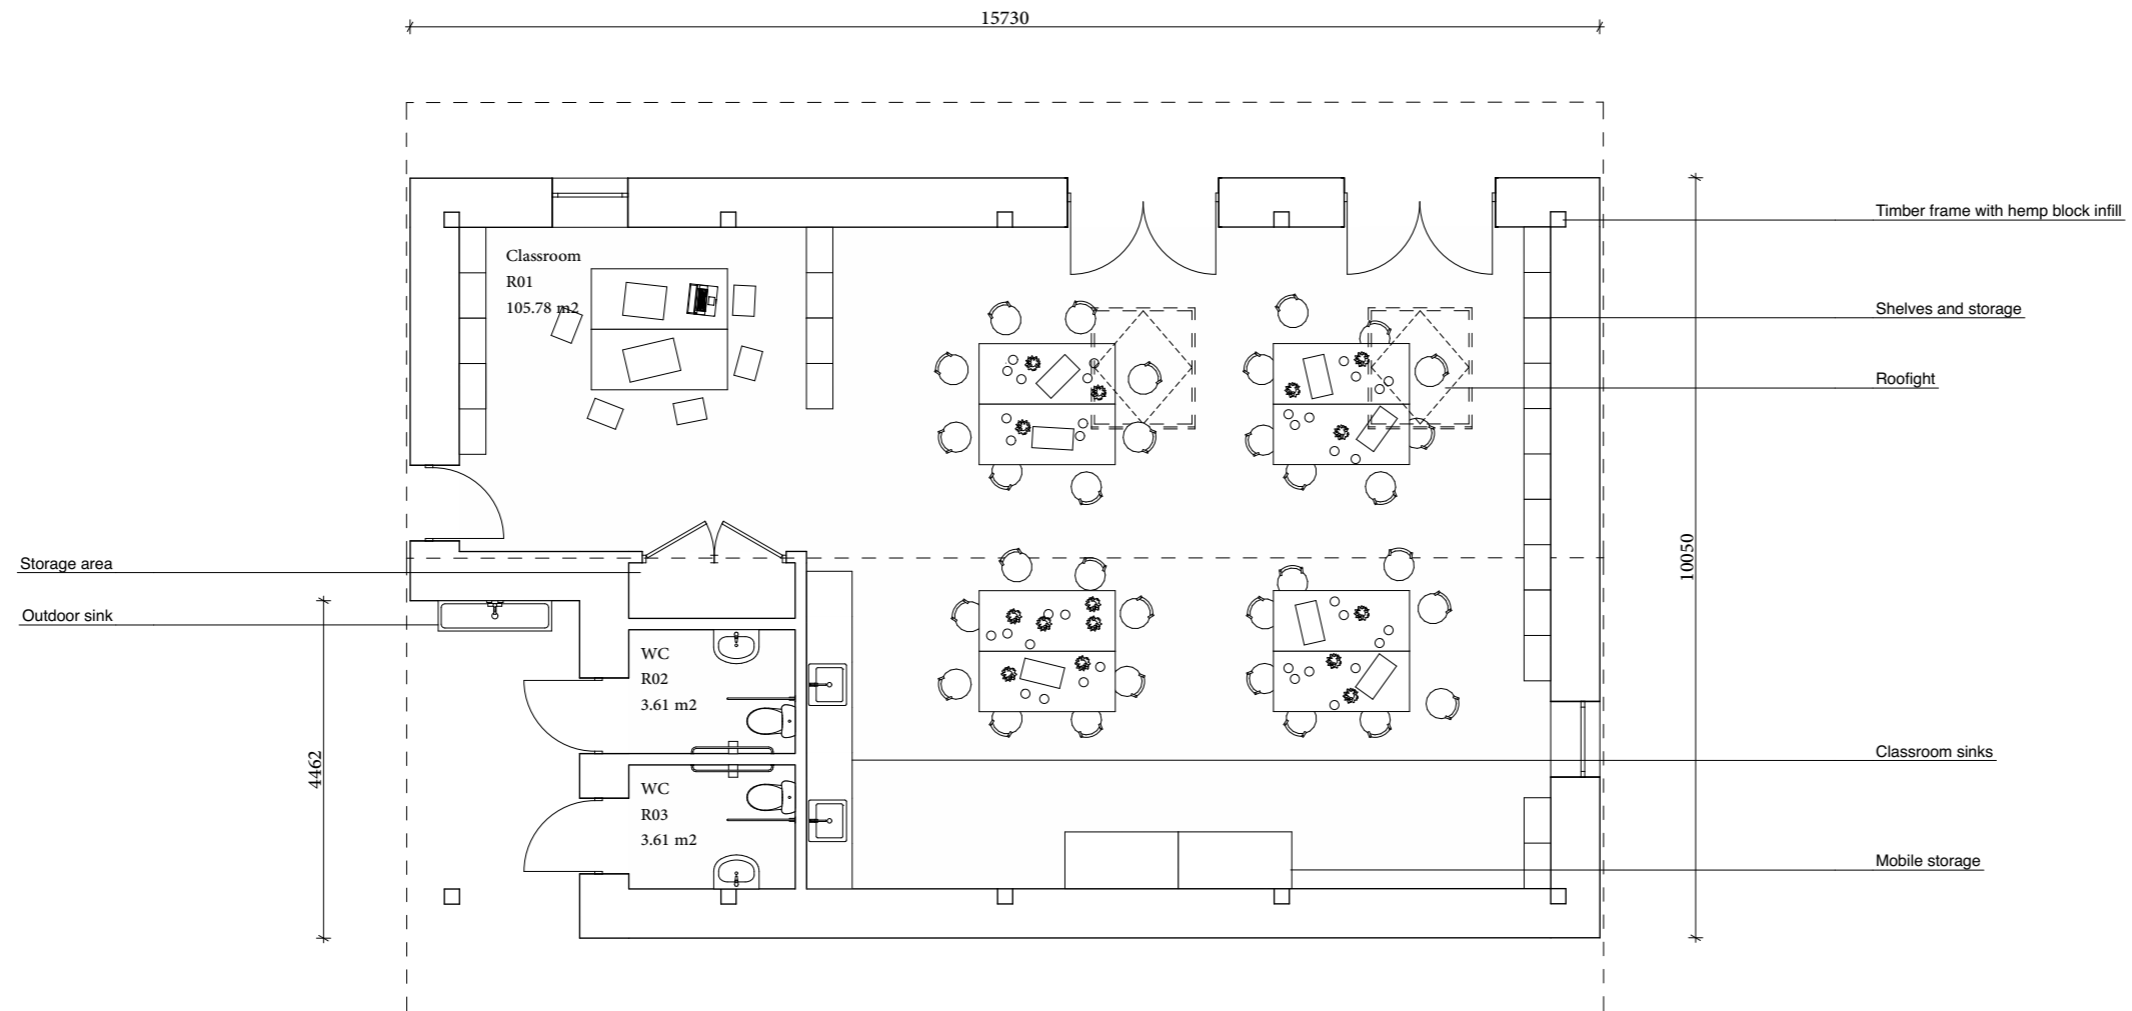 15730
Timber frame with hemp block infill
Classroom
R01
105.78 m2
Shelves and storage
Roofight
Storage area
10050
Outdoor sink
WC
R02
3.61 m2
4462
Classroom sinks
WC
R03
3.61 m2
Mobile storage